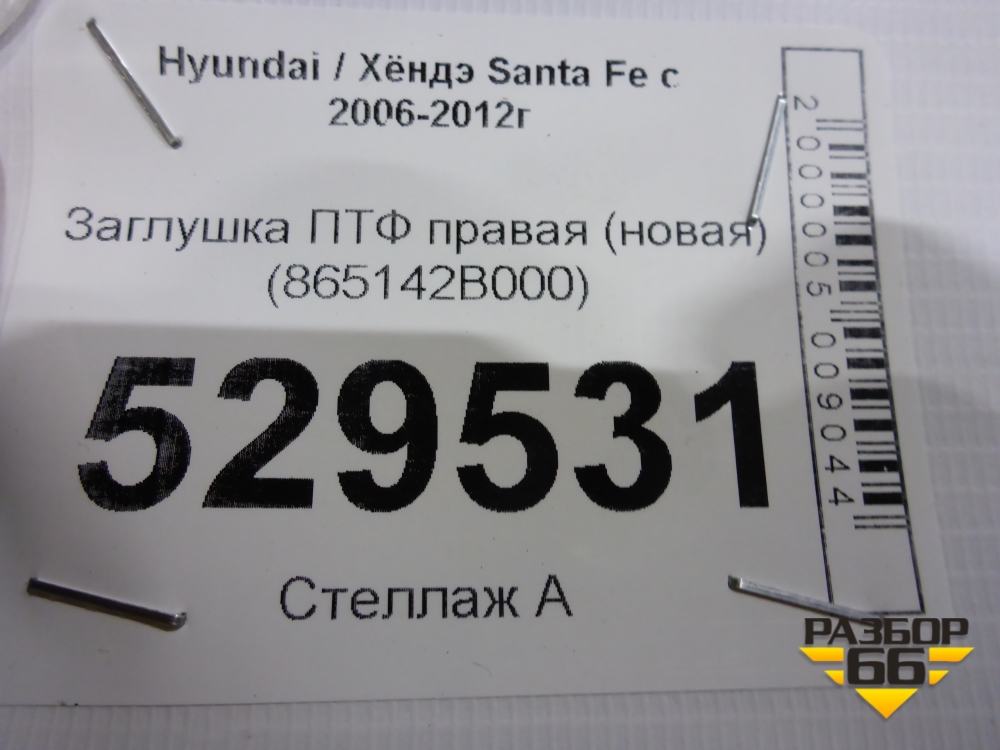 Hyundai / Хёндэ Santa Fe с
2006-2012г
Заглушка ПТФ правая (новая)
(865142B000)
529531
Стеллаж А
2000005009044
РАЗБОР
66